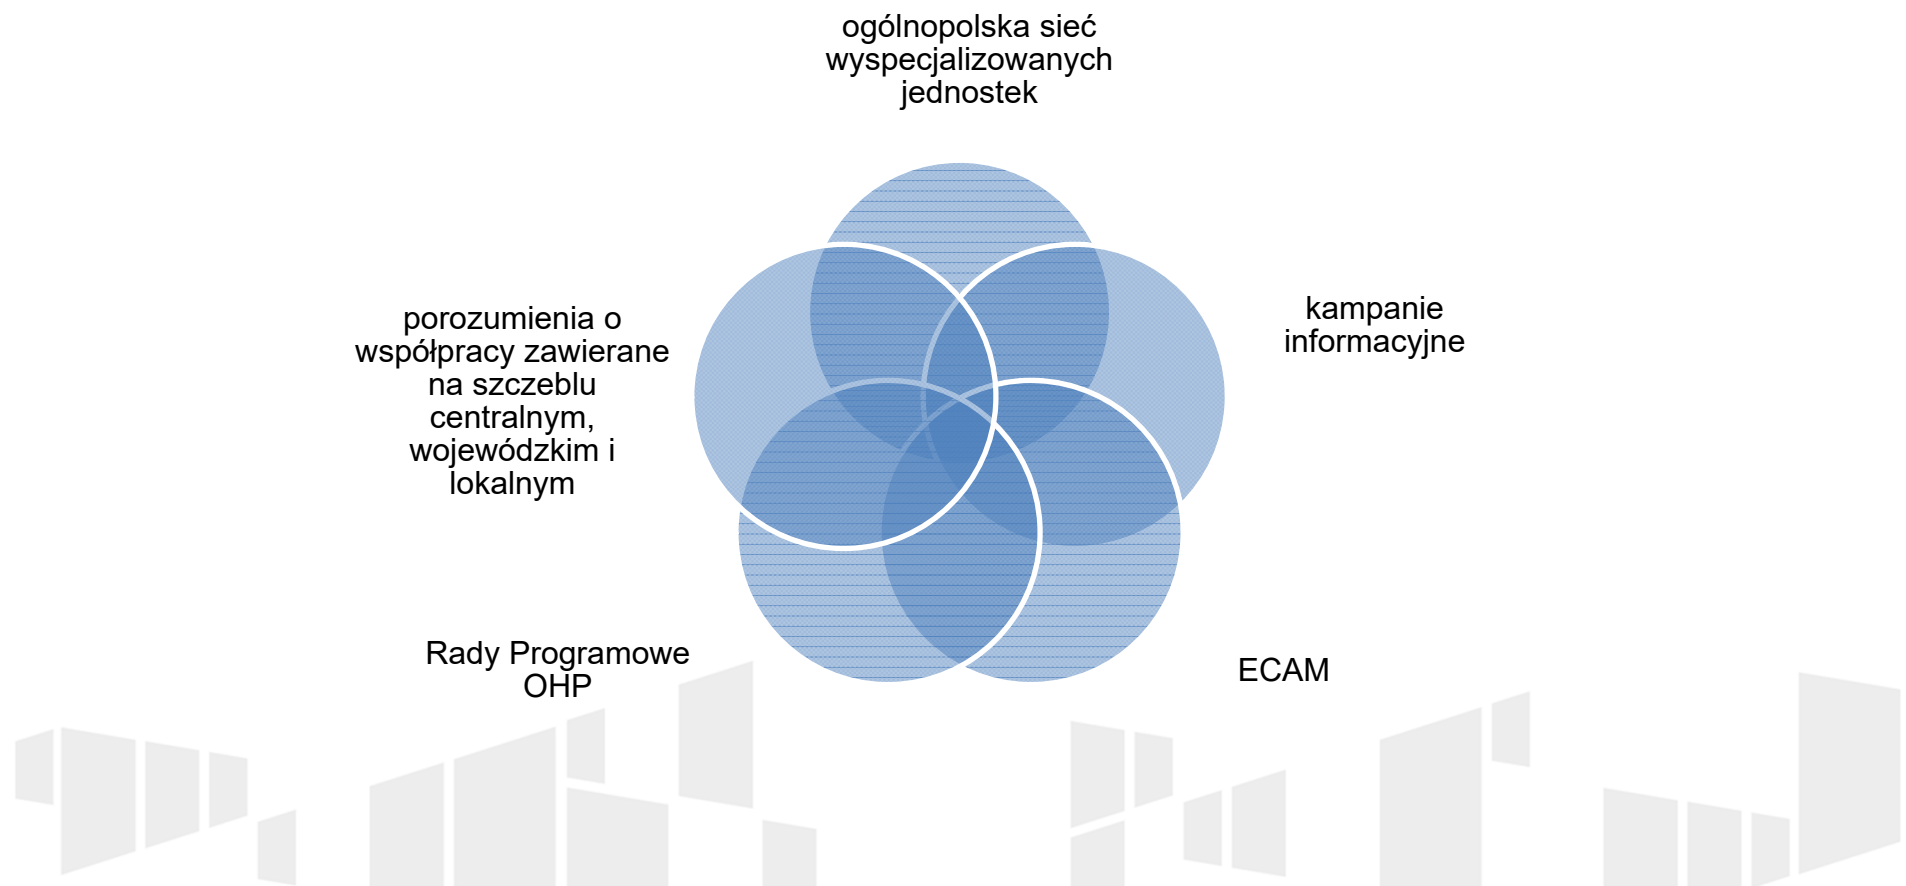 ogólnopolska sieć
wyspecjalizowanych
jednostek
kampanie
informacyjne
porozumienia o
współpracy zawierane
na szczeblu
centralnym,
wojewódzkim i
lokalnym
Rady Programowe
OHP
ECAM